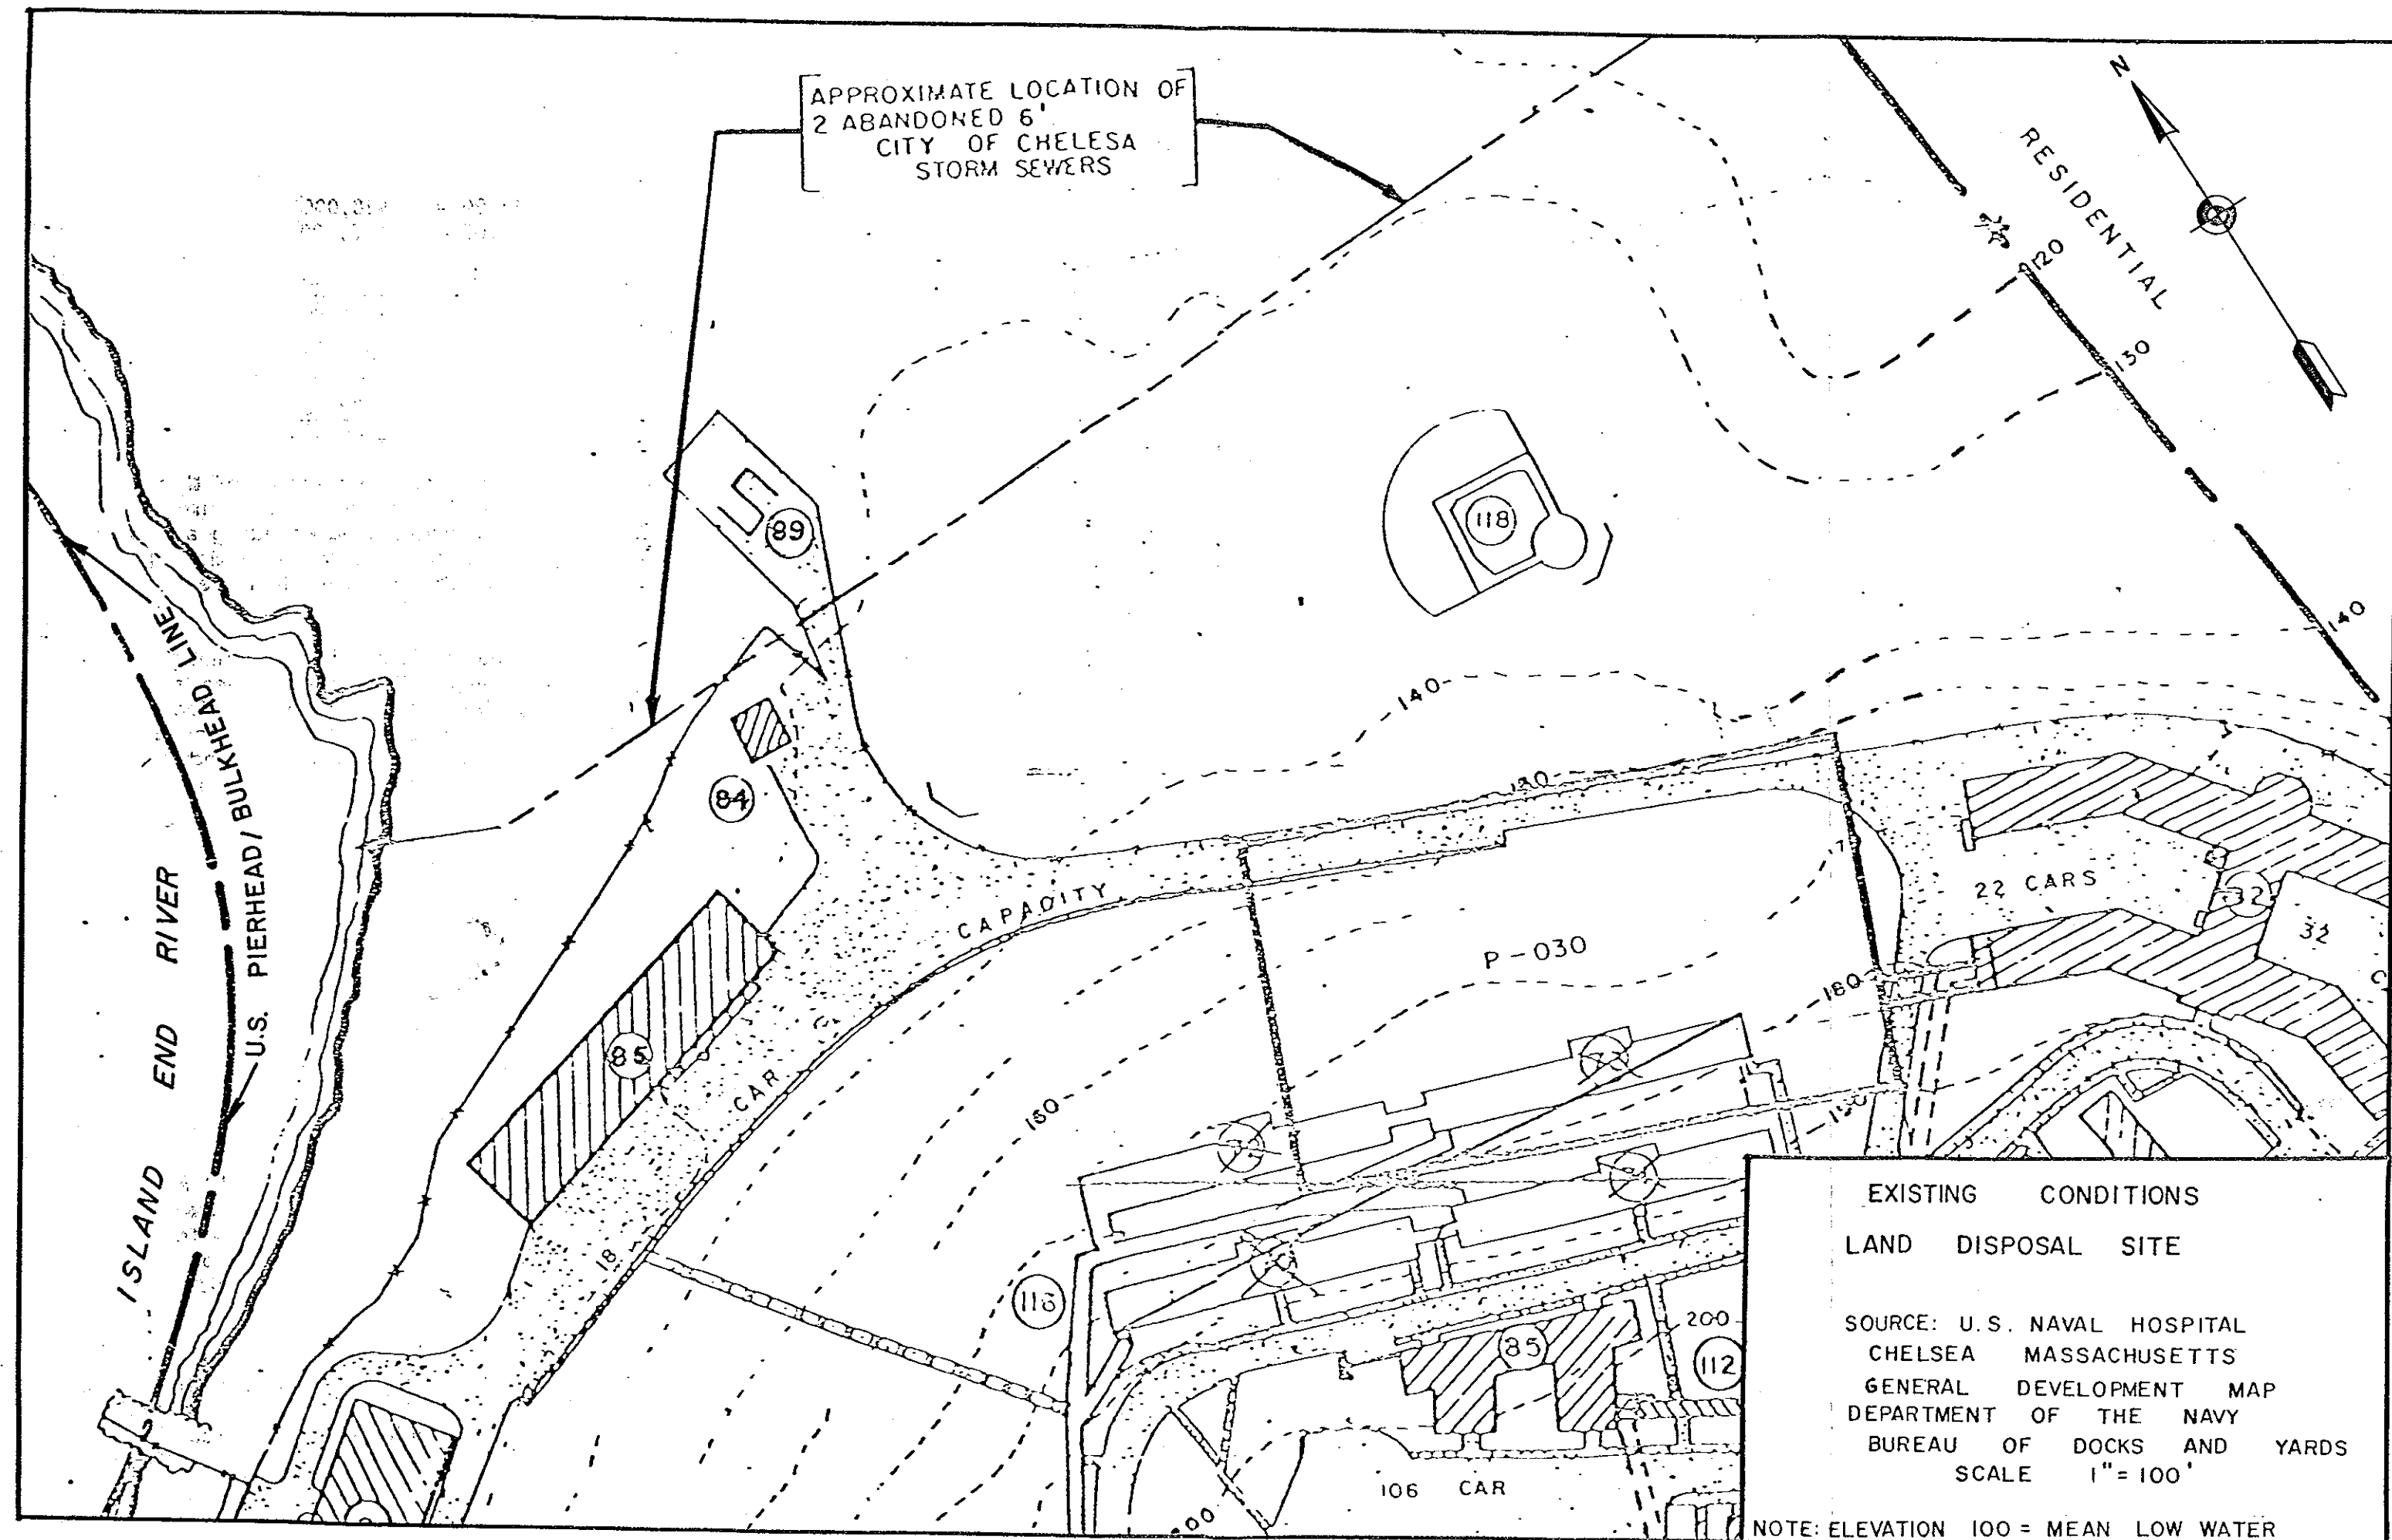 APPROXIMATE LOCATION OF
2 ABANDONED 6'
CITY OF CHELESA
STORM SEWERS
N
RESIDENTIAL
120
130
140
89
118
84
140
U.S. PIERHEAD / BULKHEAD LINE
ISLAND END RIVER
CAR CAPACITY
22 CARS
32
32
P-030
180
85
18
116
85
200
112
106 CAR
EXISTING CONDITIONS
LAND DISPOSAL SITE
SOURCE: U.S. NAVAL HOSPITAL
CHELSEA MASSACHUSETTS
GENERAL DEVELOPMENT MAP
DEPARTMENT OF THE NAVY
BUREAU OF DOCKS AND YARDS
SCALE 1"= 100'
NOTE: ELEVATION 100 = MEAN LOW WATER